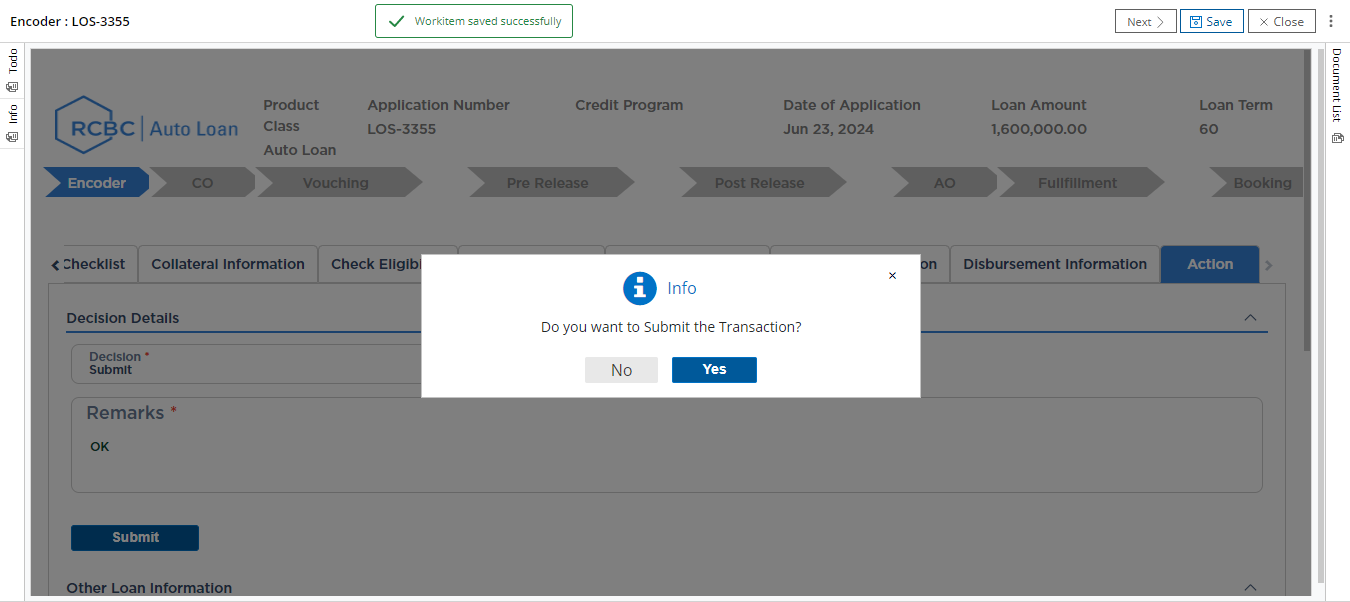 Encoder : LOS-3355
Workitem saved successfully
Next
Save
Close
Todo
Info
Document List
RCBC Auto Loan
Product Class
Auto Loan
Application Number
LOS-3355
Credit Program
Date of Application
Jun 23, 2024
Loan Amount
1,600,000.00
Loan Term
60
Encoder
CO
Vouching
Pre Release
Post Release
AO
Fullfillment
Booking
Checklist
Collateral Information
Check Eligibi
on
Disbursement Information
Action
Info
Do you want to Submit the Transaction?
No
Yes
Decision Details
Decision *
Submit
Remarks *
OK
Submit
Other Loan Information